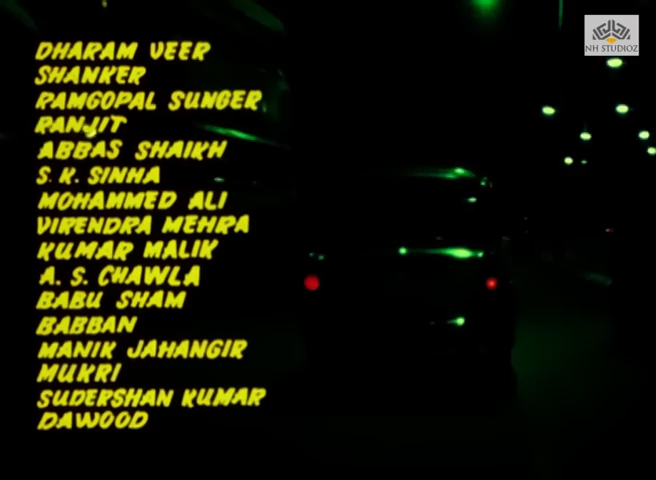 NH STUDIOZ
DHARAM VEER
SHANKER
RAMGOPAL SUNGER
RANJIT
ABBAS SHAIKH
S. K. SINHA
MOHAMMED ALI
VIRENDRA MEHRA
KUMAR MALIK
A. S. CHAWLA
BABU SHAM
BABBAN
MANIK JAHANGIR
MUKRI
SUDERSHAN KUMAR
DAWOOD